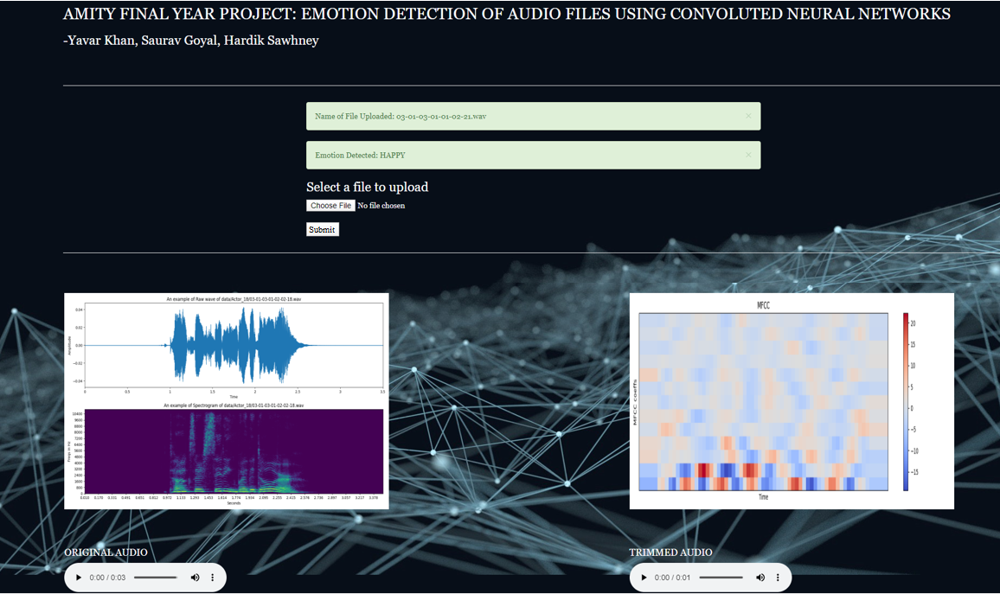 AMITY FINAL YEAR PROJECT: EMOTION DETECTION OF AUDIO FILES USING CONVOLUTED NEURAL NETWORKS
-Yavar Khan, Saurav Goyal, Hardik Sawhney
Name of File Uploaded: 03-01-03-01-01-02-21.wav ×
Emotion Detected: HAPPY ×
Select a file to upload
Choose File No file chosen
Submit
An example of Raw wave of data/Actor_18/03-01-03-01-02-02-18.wav
Amplitude
0.04
0.02
0.00
−0.02
−0.04
0 0.5 1 1.5 2 2.5 3 3.5
Time
An example of Spectrogram of data/Actor_18/03-01-03-01-02-02-18.wav
Freqs in Hz
10400
9600
8800
8000
7200
6400
5600
4800
4000
3200
2400
1600
800
0
0.010 0.170 0.331 0.491 0.651 0.812 0.972 1.133 1.293 1.454 1.614 1.774 1.934 2.095 2.255 2.415 2.576 2.736 2.897 3.057 3.217 3.378
Seconds
MFCC
MFCC coeffs
Time
20
15
10
5
0
−5
−10
−15
ORIGINAL AUDIO
0:00 / 0:03
TRIMMED AUDIO
0:00 / 0:01